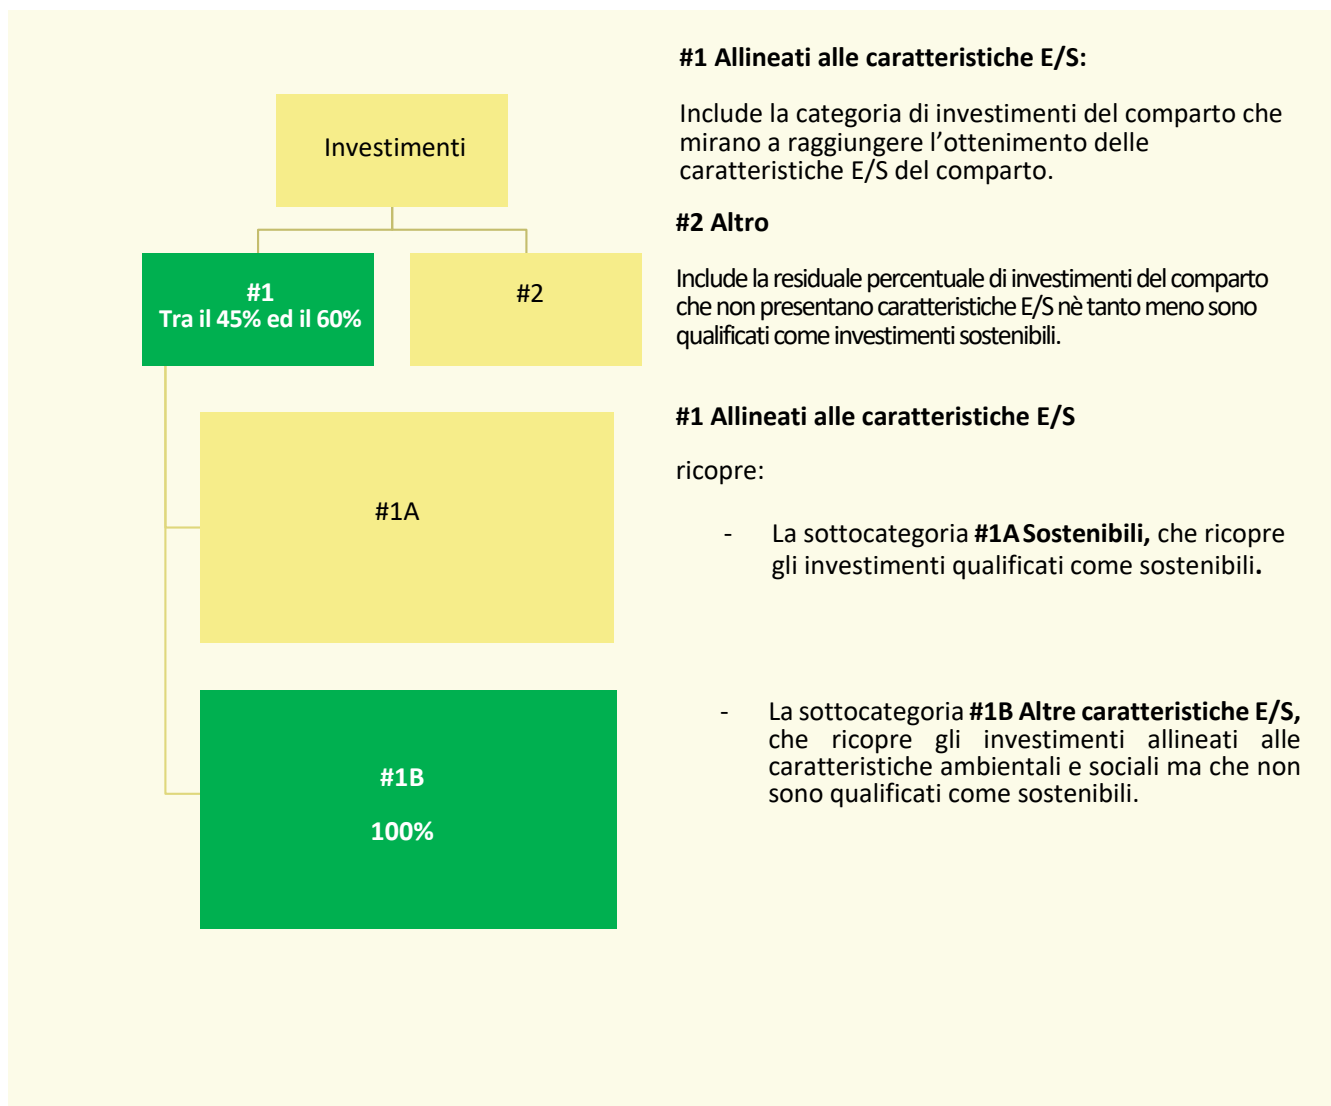 Investimenti
#1
Tra il 45% ed il 60%
#2
#1A
#1B
100%
#1 Allineati alle caratteristiche E/S:
Include la categoria di investimenti del comparto che
mirano a raggiungere l’ottenimento delle
caratteristiche E/S del comparto.
#2 Altro
Include la residuale percentuale di investimenti del comparto
che non presentano caratteristiche E/S nè tanto meno sono
qualificati come investimenti sostenibili.
#1 Allineati alle caratteristiche E/S
ricopre:
- La sottocategoria #1A Sostenibili, che ricopre
gli investimenti qualificati come sostenibili.
- La sottocategoria #1B Altre caratteristiche E/S,
che ricopre gli investimenti allineati alle
caratteristiche ambientali e sociali ma che non
sono qualificati come sostenibili.